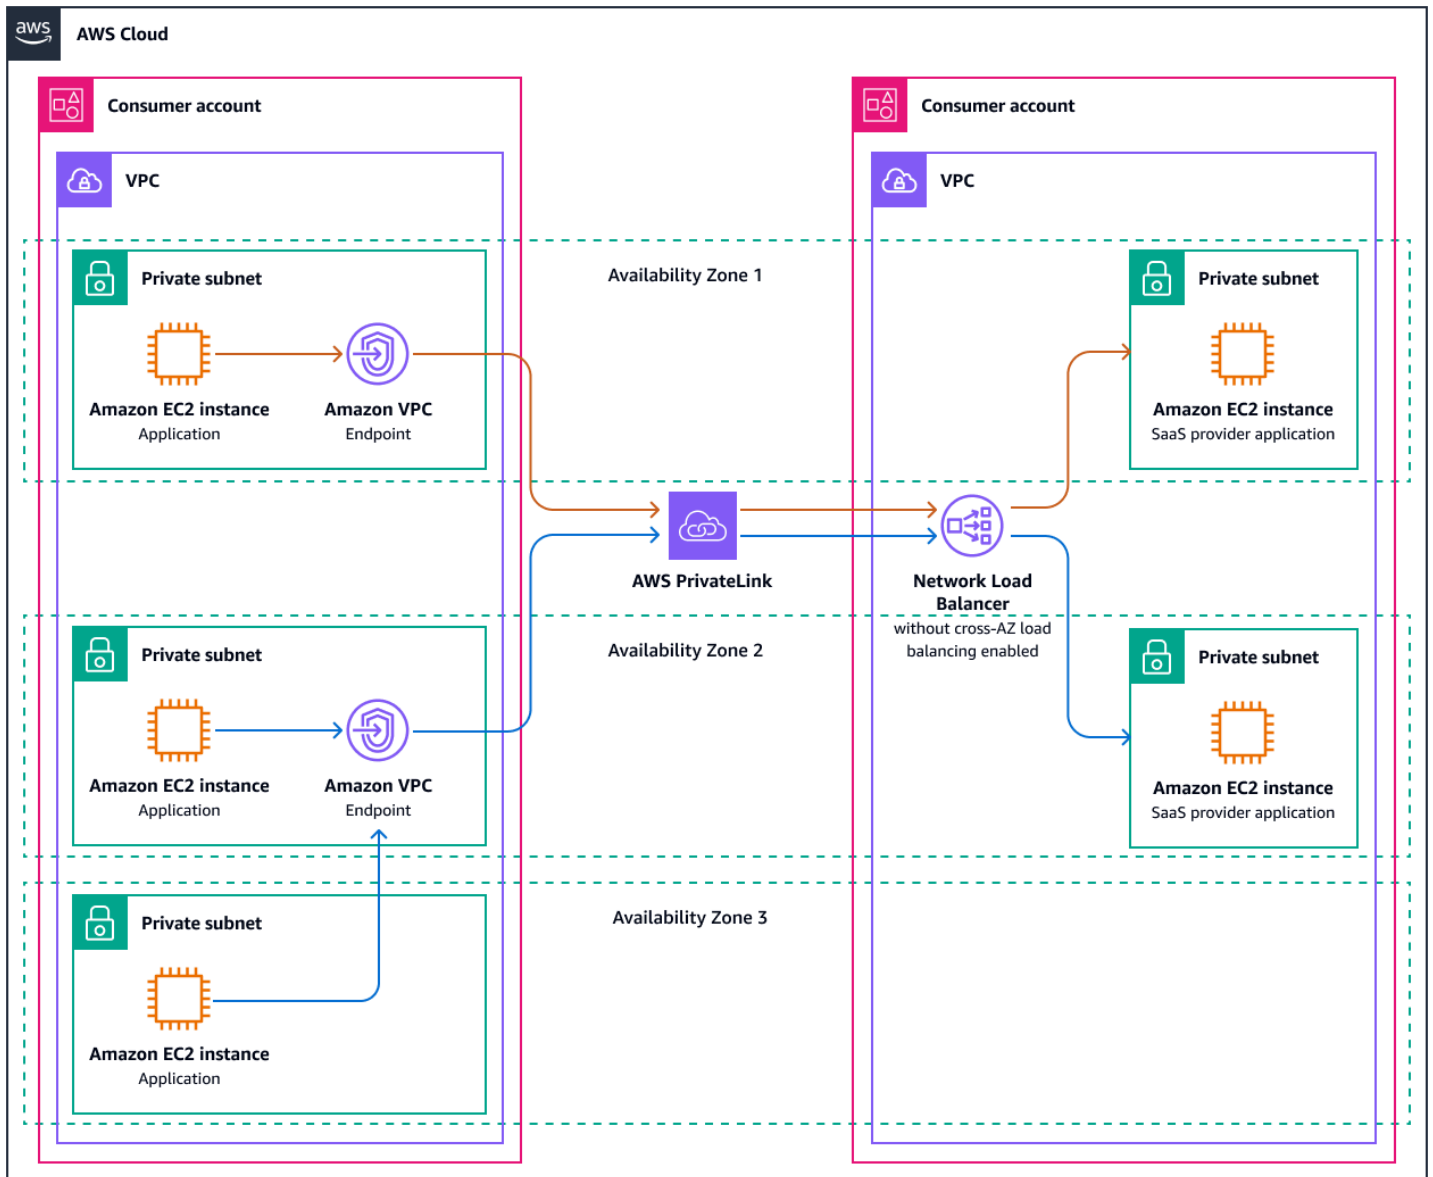 aws
AWS Cloud
Consumer account
VPC
Private subnet
Amazon EC2 instance
Application
Amazon VPC
Endpoint
Private subnet
Amazon EC2 instance
Application
Amazon VPC
Endpoint
Private subnet
Amazon EC2 instance
Application
Availability Zone 1
AWS PrivateLink
Availability Zone 2
Availability Zone 3
Consumer account
VPC
Network Load
Balancer
without cross-AZ load
balancing enabled
Private subnet
Amazon EC2 instance
SaaS provider application
Private subnet
Amazon EC2 instance
SaaS provider application